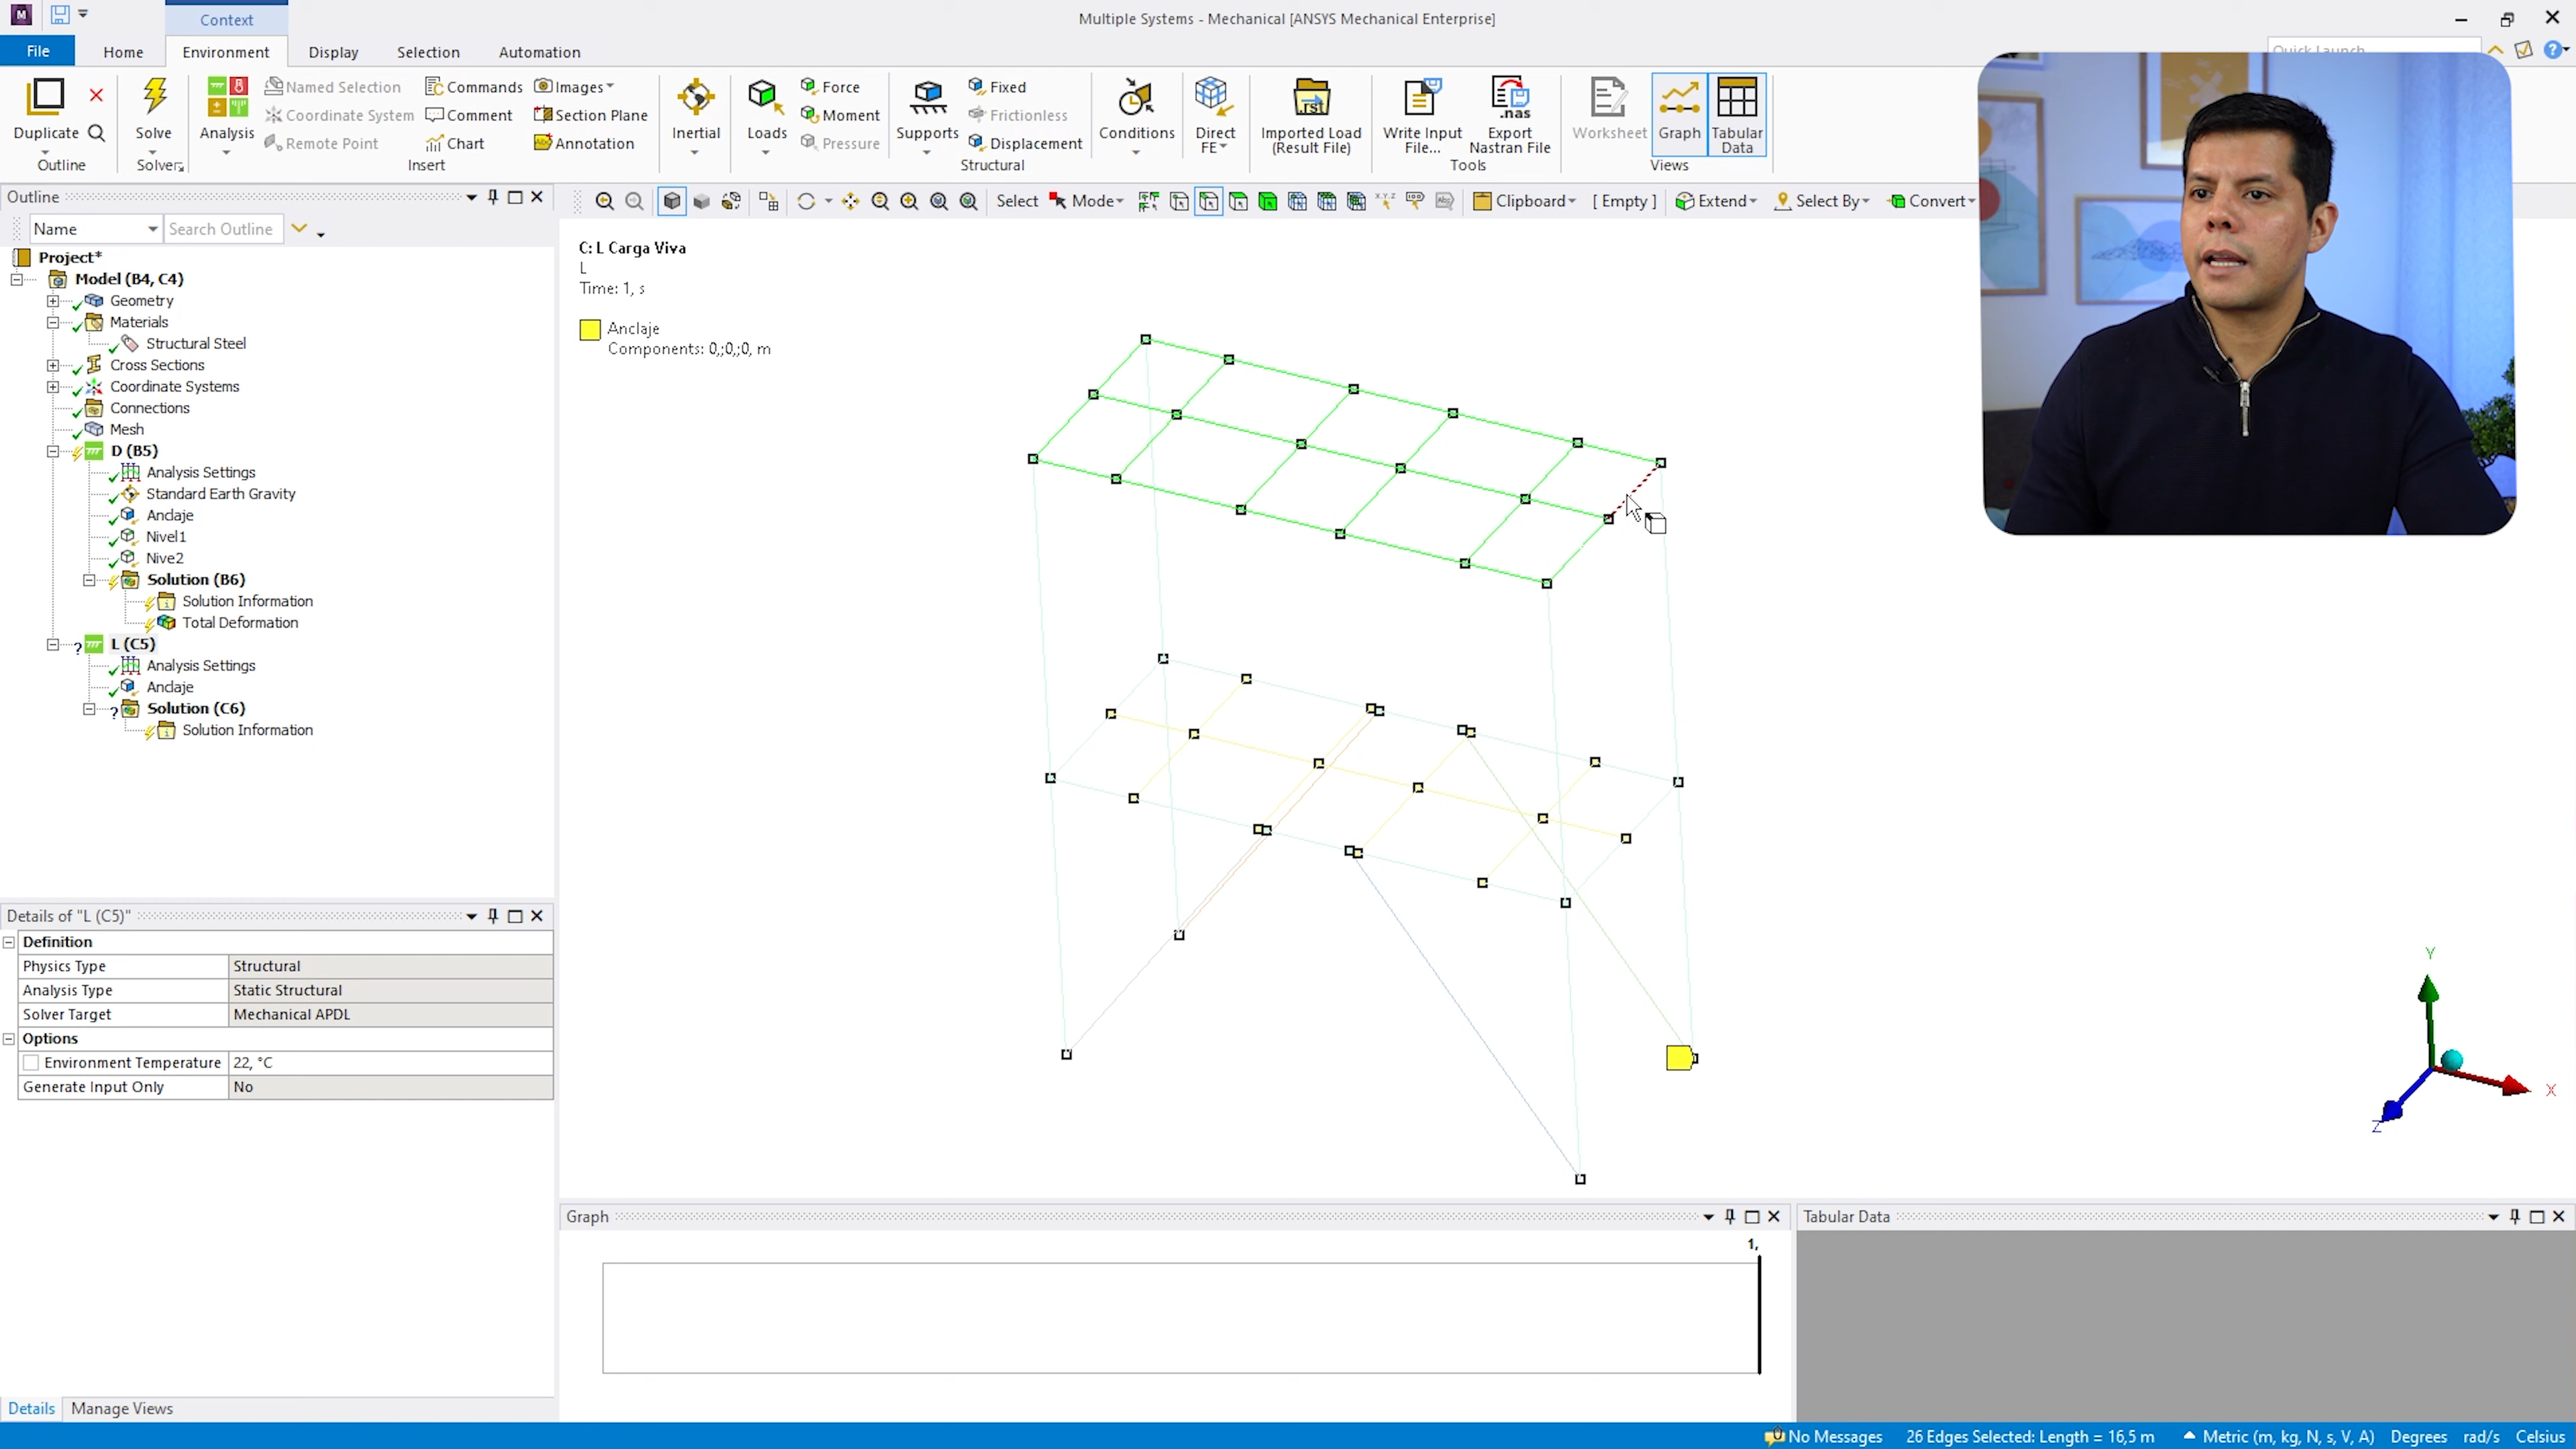 Context
Multiple Systems - Mechanical [ANSYS Mechanical Enterprise]
File Home Environment Display Selection Automation
Quick Launch
Duplicate
Outline
Solve
Solver
Analysis
Named Selection
Coordinate System
Remote Point
Commands
Comment
Chart
Images
Section Plane
Annotation
Insert
Inertial
Loads
Force
Moment
Pressure
Supports
Fixed
Frictionless
Displacement
Structural
Conditions
Direct
FE
Imported Load
(Result File)
Write Input
File...
.nas
Export
Nastran File
Tools
Worksheet
Graph
Tabular
Data
Views
Outline
Name
Search Outline
Select Mode Clipboard [ Empty ] Extend Select By Convert
Project*
Model (B4, C4)
Geometry
Materials
Structural Steel
Cross Sections
Coordinate Systems
Connections
Mesh
D (B5)
Analysis Settings
Standard Earth Gravity
Anclaje
Nivel1
Nive2
Solution (B6)
Solution Information
Total Deformation
L (C5)
Analysis Settings
Anclaje
Solution (C6)
Solution Information
C: L Carga Viva
L
Time: 1, s
Anclaje
Components: 0,;0,;0, m
Y
X
Z
Details of "L (C5)"
Definition
Physics Type Structural
Analysis Type Static Structural
Solver Target Mechanical APDL
Options
Environment Temperature 22, °C
Generate Input Only No
Details Manage Views
Graph
1,
Tabular Data
No Messages 26 Edges Selected: Length = 16,5 m Metric (m, kg, N, s, V, A) Degrees rad/s Celsius